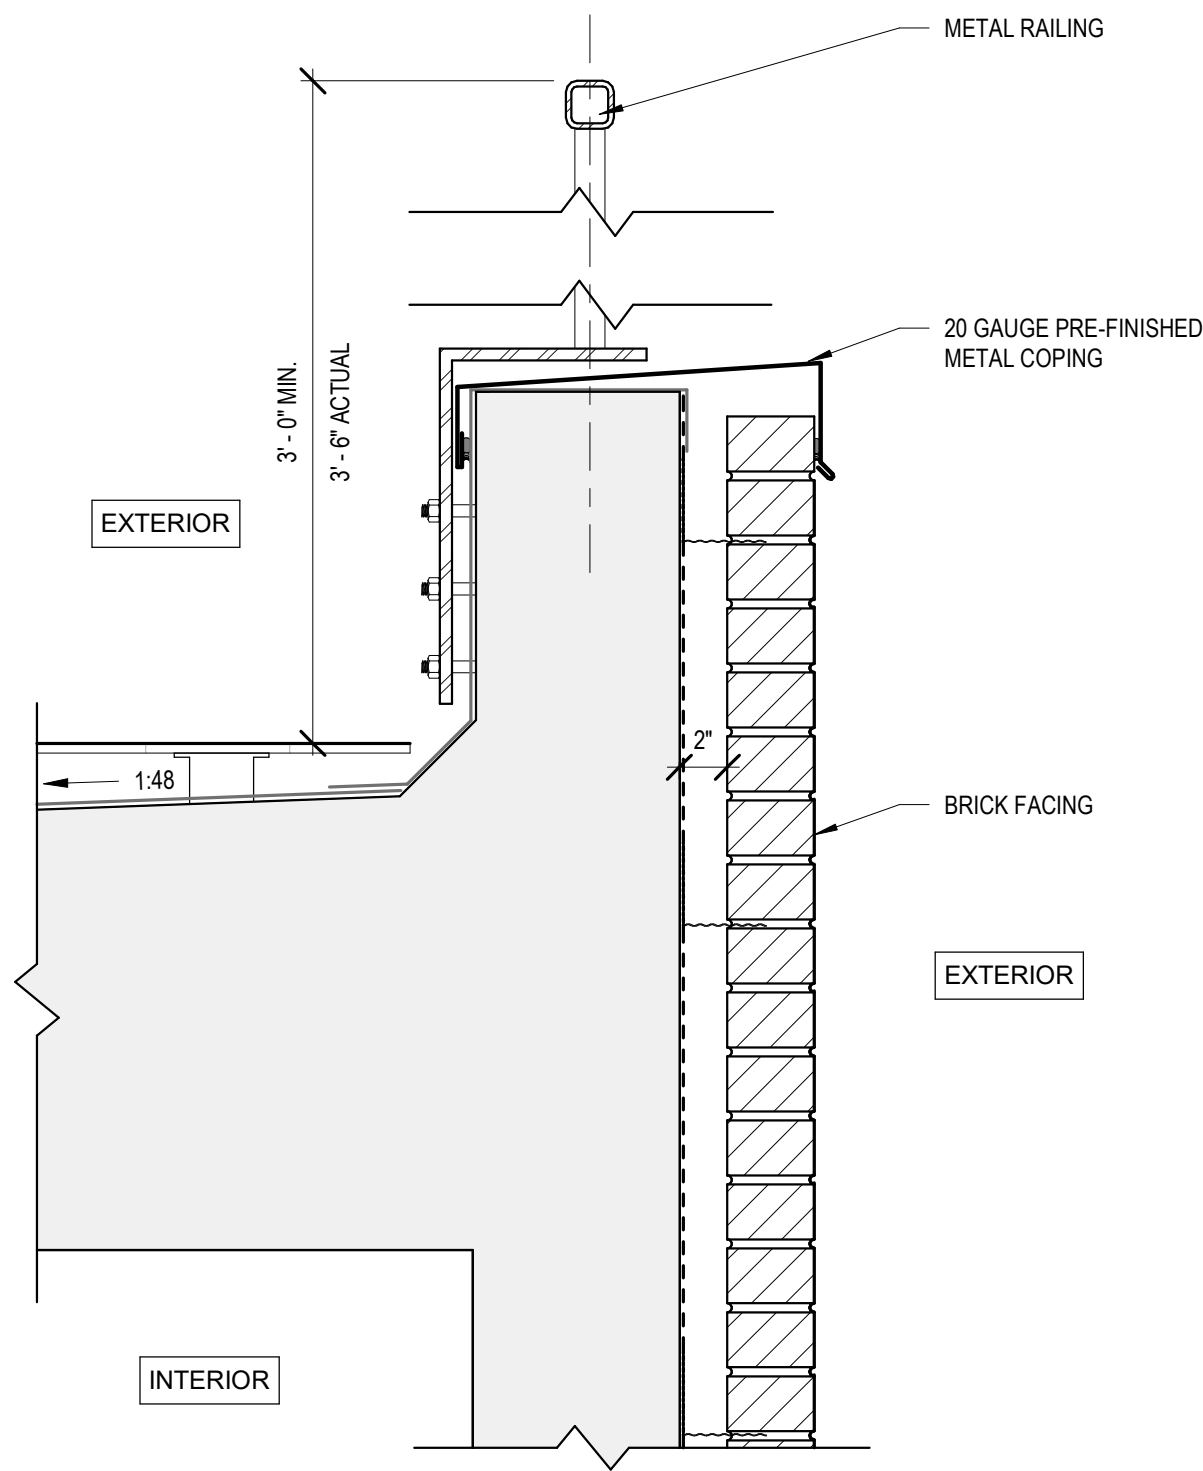 METAL RAILING
20 GAUGE PRE-FINISHED
METAL COPING
3' - 0" MIN.
3' - 6" ACTUAL
EXTERIOR
2"
1:48
BRICK FACING
EXTERIOR
INTERIOR